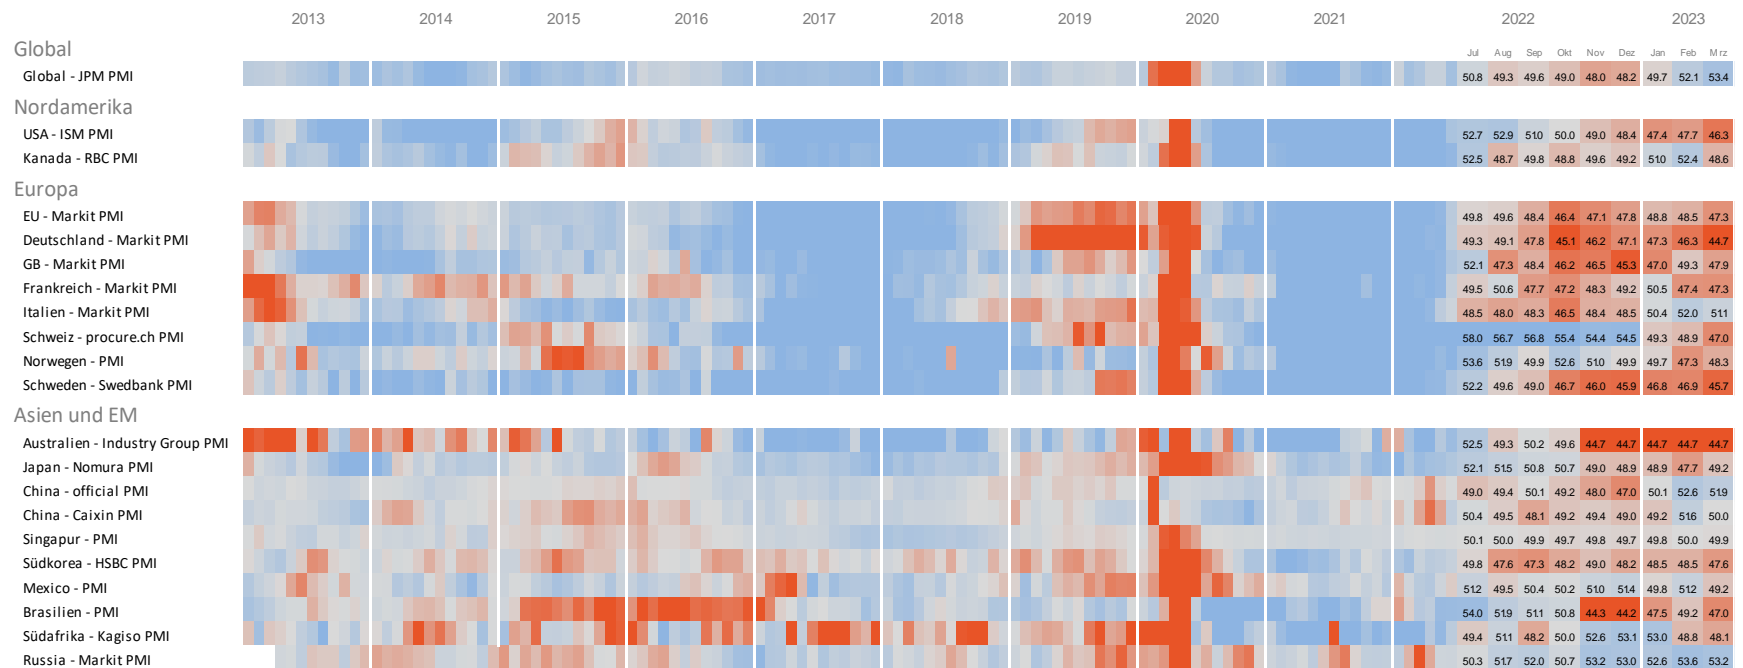 2013 2014 2015 2016 2017 2018 2019 2020 2021 2022 2023
Global Jul Aug Sep Okt Nov Dez Jan Feb Mrz
Global - JPM PMI 50.8 49.3 49.6 49.0 48.0 48.2 49.7 52.1 53.4
Nordamerika
USA - ISM PMI 52.7 52.9 51.0 50.0 49.0 48.4 47.4 47.7 46.3
Kanada - RBC PMI 52.5 48.7 49.8 48.8 49.6 49.2 51.0 52.4 48.6
Europa
EU - Markit PMI 49.8 49.6 48.4 46.4 47.1 47.8 48.8 48.5 47.3
Deutschland - Markit PMI 49.3 49.1 47.8 45.1 46.2 47.1 47.3 46.3 44.7
GB - Markit PMI 52.1 47.3 48.4 46.2 46.5 45.3 47.0 49.3 47.9
Frankreich - Markit PMI 49.5 50.6 47.7 47.2 48.3 49.2 50.5 47.4 47.3
Italien - Markit PMI 48.5 48.0 48.3 46.5 48.4 48.5 50.4 52.0 51.1
Schweiz - procure.ch PMI 58.0 56.7 56.8 55.4 54.4 54.5 49.3 48.9 47.0
Norwegen - PMI 53.6 51.9 49.9 52.6 51.0 49.9 49.7 47.3 48.3
Schweden - Swedbank PMI 52.2 49.6 49.0 46.7 46.0 45.9 46.8 46.9 45.7
Asien und EM
Australien - Industry Group PMI 52.5 49.3 50.2 49.6 44.7 44.7 44.7 44.7 44.7
Japan - Nomura PMI 52.1 51.5 50.8 50.7 49.0 48.9 48.9 47.7 49.2
China - official PMI 49.0 49.4 50.1 49.2 48.0 47.0 50.1 52.6 51.9
China - Caixin PMI 50.4 49.5 48.1 49.2 49.4 49.0 49.2 51.6 50.0
Singapur - PMI 50.1 50.0 49.9 49.7 49.8 49.7 49.8 50.0 49.9
Südkorea - HSBC PMI 49.8 47.6 47.3 48.2 49.0 48.2 48.5 48.5 47.6
Mexico - PMI 51.2 49.5 50.4 50.2 51.0 51.4 49.8 51.2 49.2
Brasilien - PMI 54.0 51.9 51.1 50.8 44.3 44.2 47.5 49.2 47.0
Südafrika - Kagiso PMI 49.4 51.1 48.2 50.0 52.6 53.1 53.0 48.8 48.1
Russia - Markit PMI 50.3 51.7 52.0 50.7 53.2 53.0 52.6 53.6 53.2